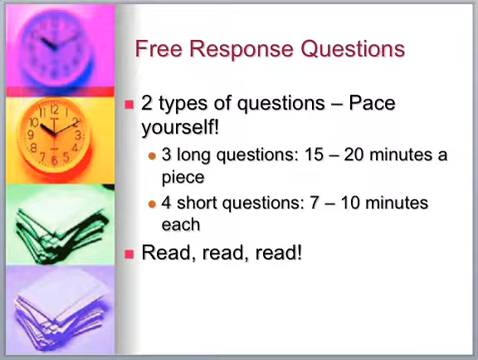 Free Response Questions
2 types of questions – Pace
yourself!
3 long questions: 15 – 20 minutes a
piece
4 short questions: 7 – 10 minutes
each
Read, read, read!